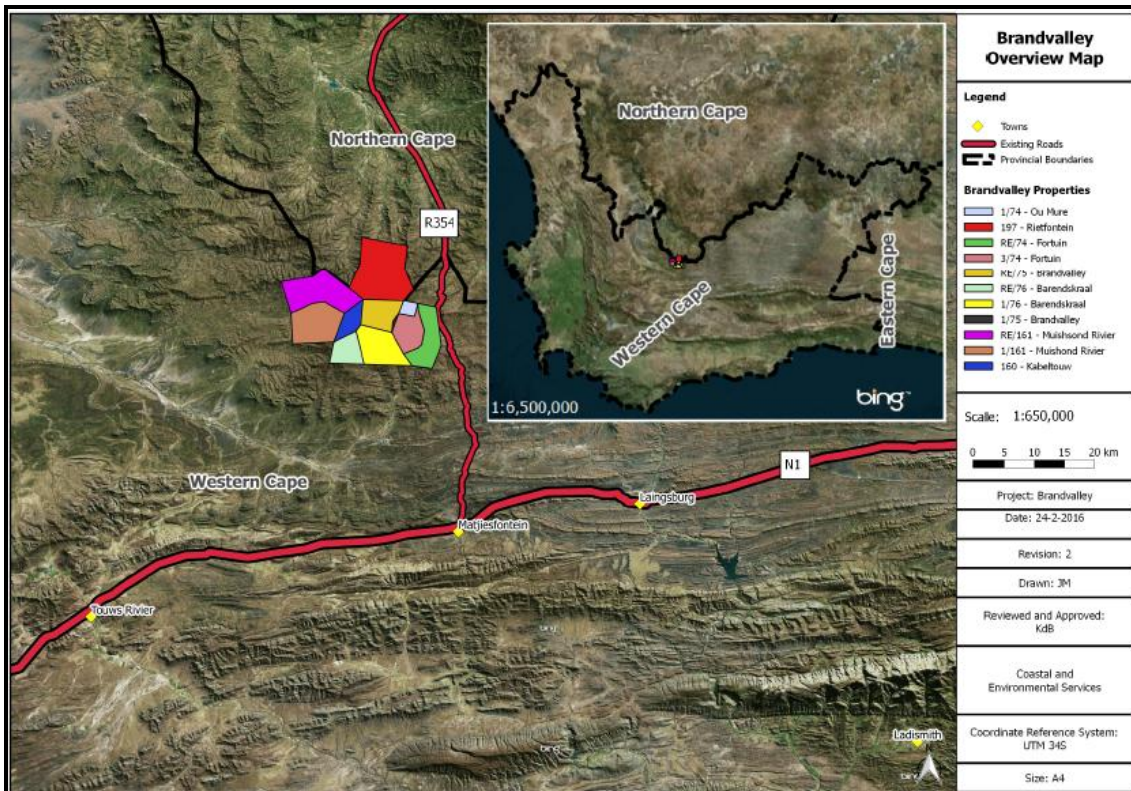 Northern Cape
R354
Western Cape
N1
Laingsburg
Matjiesfontein
Touws Rivier
Ladismith
bing
bing
Northern Cape
Western Cape
Eastern Cape
1:6,500,000
bing™
Brandvalley
Overview Map
Legend
Towns
Existing Roads
Provincial Boundaries
Brandvalley Properties
1/74 - Ou Mure
197 - Rietfontein
RE/74 - Fortuin
3/74 - Fortuin
RE/75 - Brandvalley
RE/76 - Barendskraal
1/76 - Barendskraal
1/75 - Brandvalley
RE/161 - Muishsond Rivier
1/161 - Muishond Rivier
160 - Kabeltouw
Scalle: 1:650,000
0 5 10 15 20 km
Project: Brandvalley
Date: 24-2-2016
Revision: 2
Drawn: JM
Reviewed and Approved:
KdB
Coastal and
Environmental Services
Coordinate Reference System:
UTM 34S
Size: A4